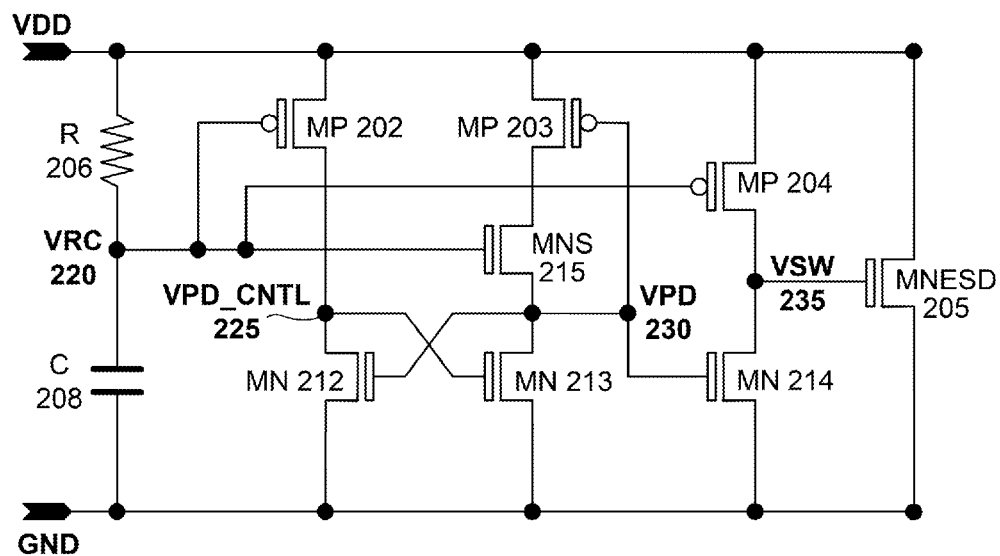 VDD
R
206
MP 202
MP 203
MP 204
VRC
220
MNS
215
VPD_CNTL
225
VPD
230
VSW
235
MNESD
205
C
208
MN 212
MN 213
MN 214
GND